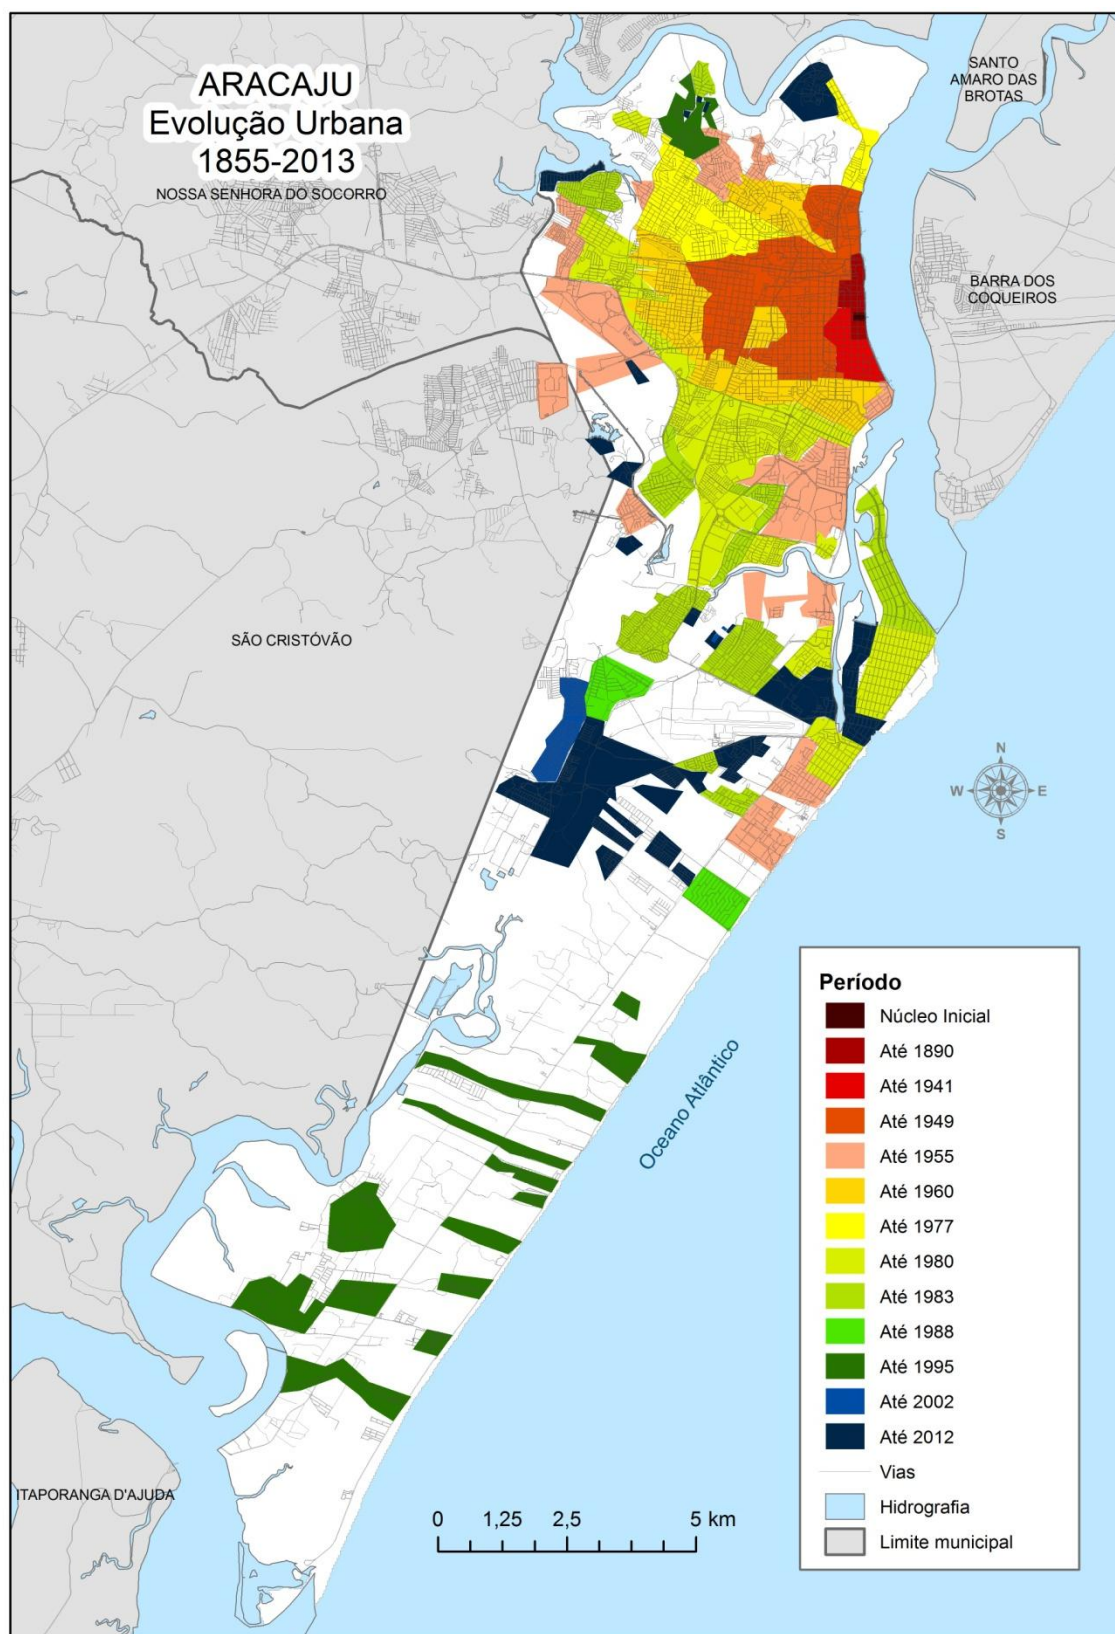 ARACAJU
Evolução Urbana
1855-2013
NOSSA SENHORA DO SOCORRO
SANTO
AMARO DAS
BROTAS
BARRA DOS
COQUEIROS
SÃO CRISTÓVÃO
N
W
E
S
Oceano Atlântico
Período
Núcleo Inicial
Até 1890
Até 1941
Até 1949
Até 1955
Até 1960
Até 1977
Até 1980
Até 1983
Até 1988
Até 1995
Até 2002
Até 2012
Vias
Hidrografia
Limite municipal
ITAPORANGA D'AJUDA
0 1,25 2,5 5 km